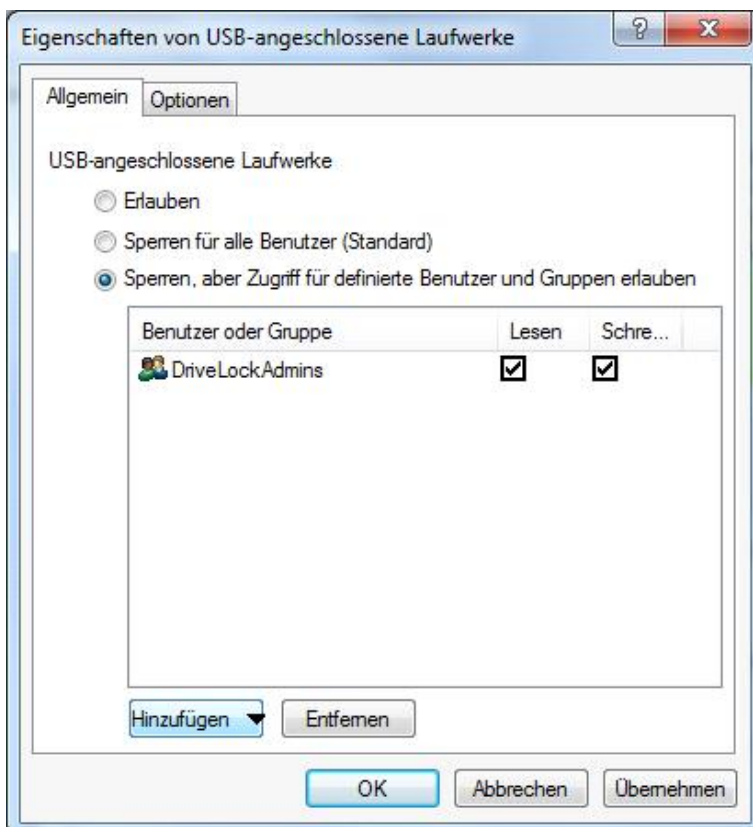 Eigenschaften von USB-angeschlossene Laufwerke
Allgemein Optionen
USB-angeschlossene Laufwerke
Erlauben
Sperren für alle Benutzer (Standard)
Sperren, aber Zugriff für definierte Benutzer und Gruppen erlauben
Benutzer oder Gruppe Lesen Schre...
DriveLockAdmins
Hinzufügen Entfernen
OK Abbrechen Übernehmen